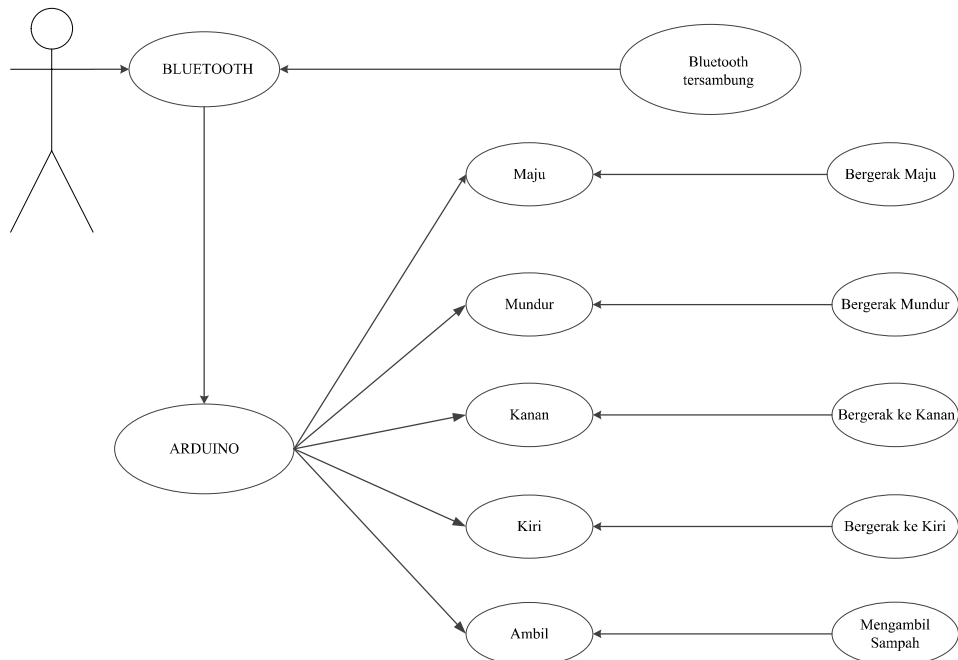 BLUETOOTH
Bluetooth
tersambung
Maju
Bergerak Maju
Mundur
Bergerak Mundur
Kanan
Bergerak ke Kanan
ARDUINO
Kiri
Bergerak ke Kiri
Ambil
Mengambil
Sampah